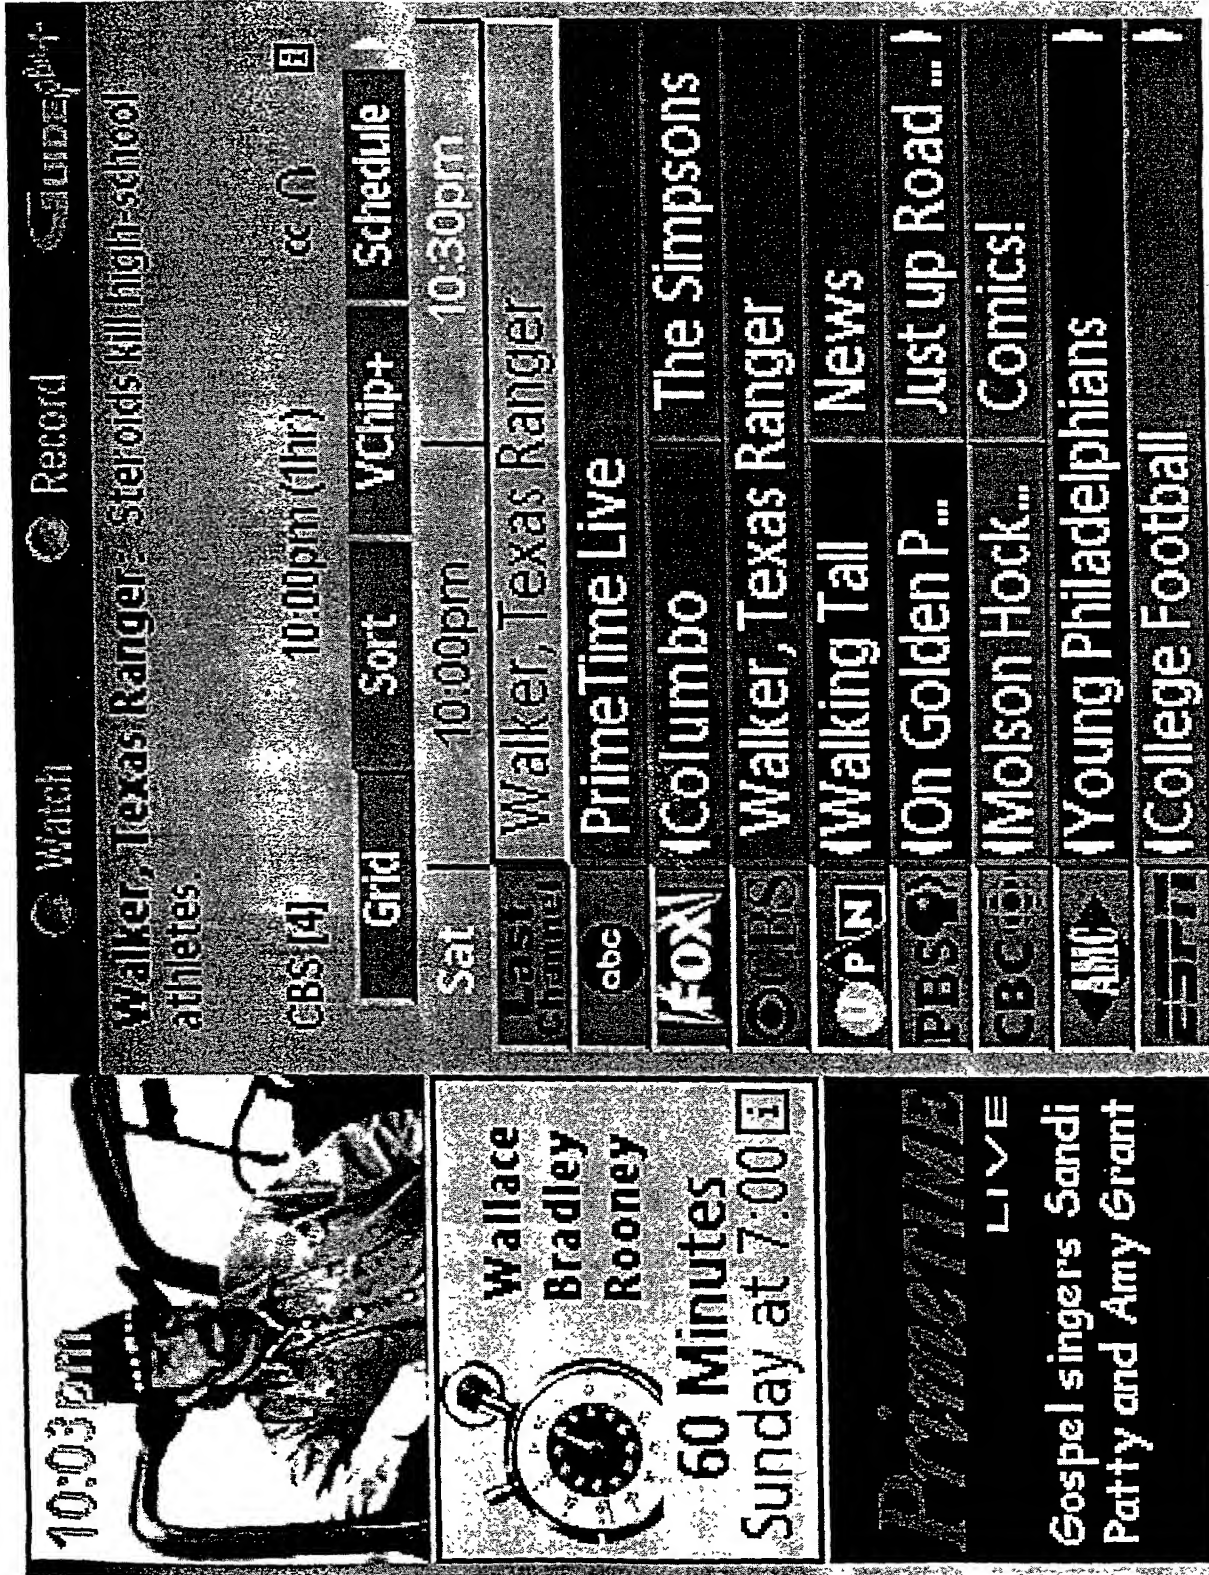 10:03pm
Watch
Record
GUIDE plus+
Walker, Texas Ranger: Steroids kill high-school
athletes.
CBS [4]
10:00pm (1hr)
cc
i
Grid
Sort
VChip+
Schedule
Sat
10:00pm
10:30pm
Last
Channel
Walker, Texas Ranger
abc
PrimeTime Live
FOX
Columbo
The Simpsons
CBS
Walker, Texas Ranger
UPN
Walking Tall
News
PBS
On Golden P...
Just up Road ...
CBC
Molson Hock...
Comics!
AMC
Young Philadelphians
ESPN
College Football
Wallace
Bradley
Rooney
60 Minutes
Sunday at 7:00
i
PrimeTIME
LIVE
Gospel singers Sandi
Patty and Amy Grant